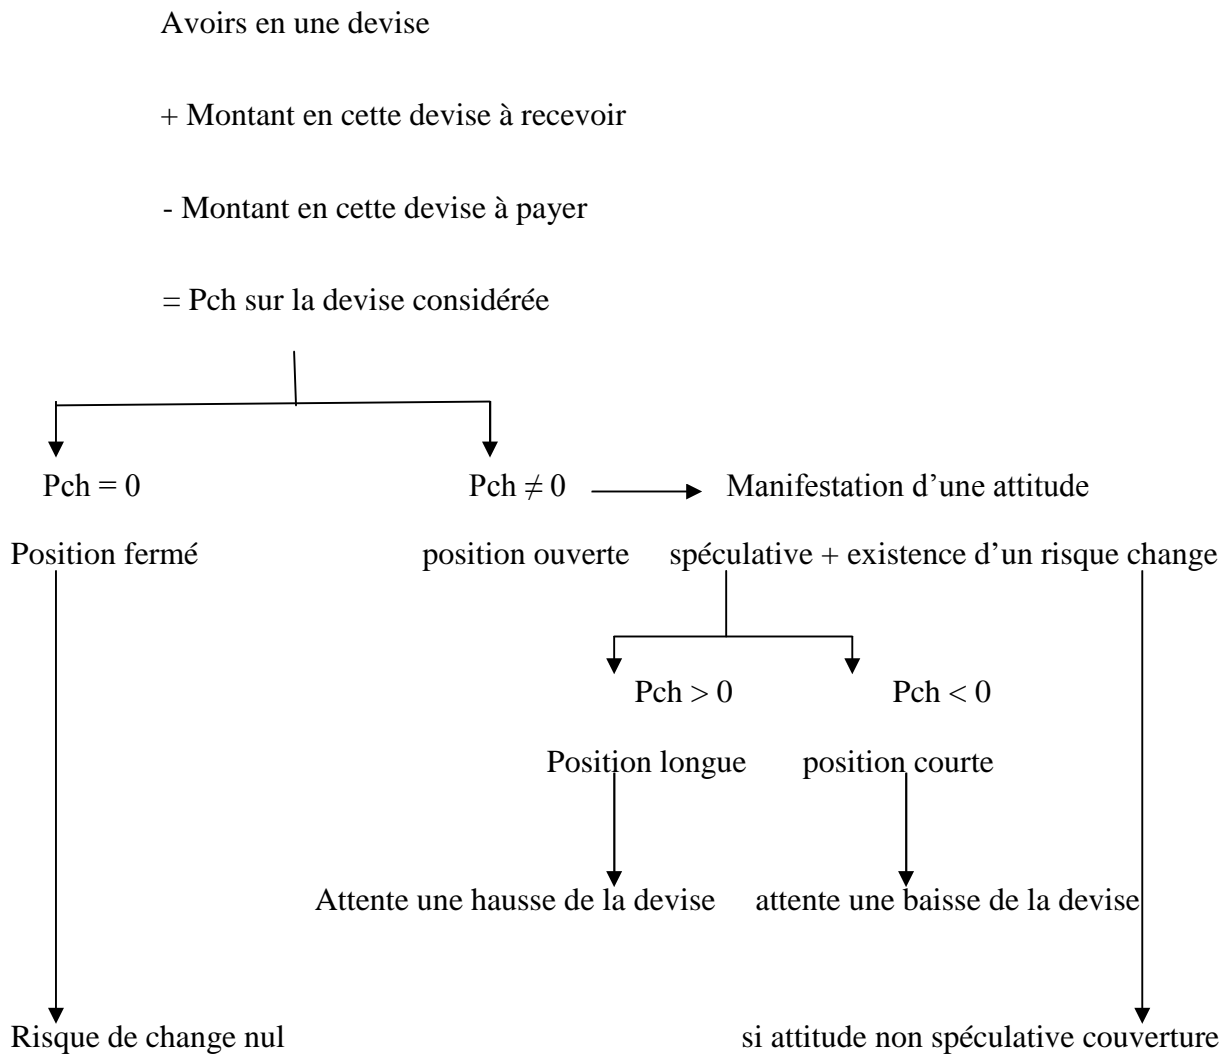 Avoirs en une devise
+ Montant en cette devise à recevoir
- Montant en cette devise à payer
= Pch sur la devise considérée
Pch = 0
Pch ≠ 0
Manifestation d’une attitude
Position fermé
position ouverte
spéculative + existence d’un risque change
Pch > 0
Pch < 0
Position longue
position courte
Attente une hausse de la devise
attente une baisse de la devise
Risque de change nul
si attitude non spéculative couverture